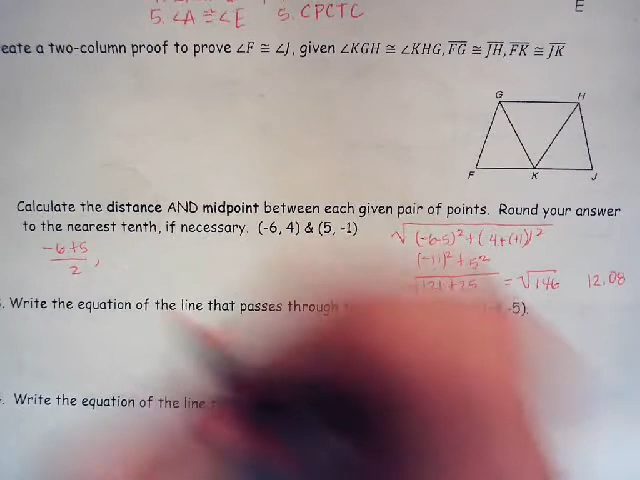 5. ∠A ≅ ∠E 5. CPCTC
E
eate a two-column proof to prove ∠F ≅ ∠J, given ∠KGH ≅ ∠KHG, FG ≅ JH, FK ≅ JK
G H
F K J
Calculate the distance AND midpoint between each given pair of points. Round your answer
to the nearest tenth, if necessary. (-6, 4) & (5, -1)
√(-6-5)²+(4+(+1))²
-6+5
2 ,
(-11)²+5²
√121+25 = √146 12.08
. Write the equation of the line that passes through -5).
. Write the equation of the line